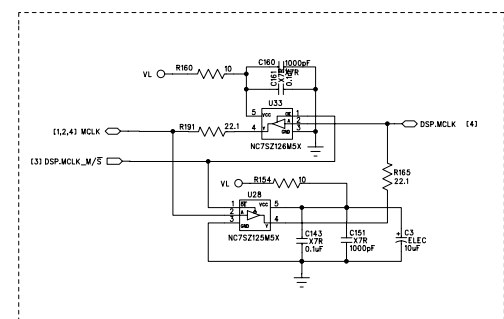 C160
1000pF
X7R
C161
X7R
0.1uF
R160
10
VL
U33
5
VCC
OE
1
A
2
4
Y
GND
3
NC7SZ126M5X
[1,2,4] MCLK
R191
22.1
DSP.MCLK [4]
[3] DSP.MCLK_M/S
R165
22.1
R154
10
VL
U28
1
OE
VCC
5
2
A
3
GND
Y
4
NC7SZ125M5X
C143
X7R
0.1uF
C151
X7R
1000pF
+
C3
ELEC
10uF